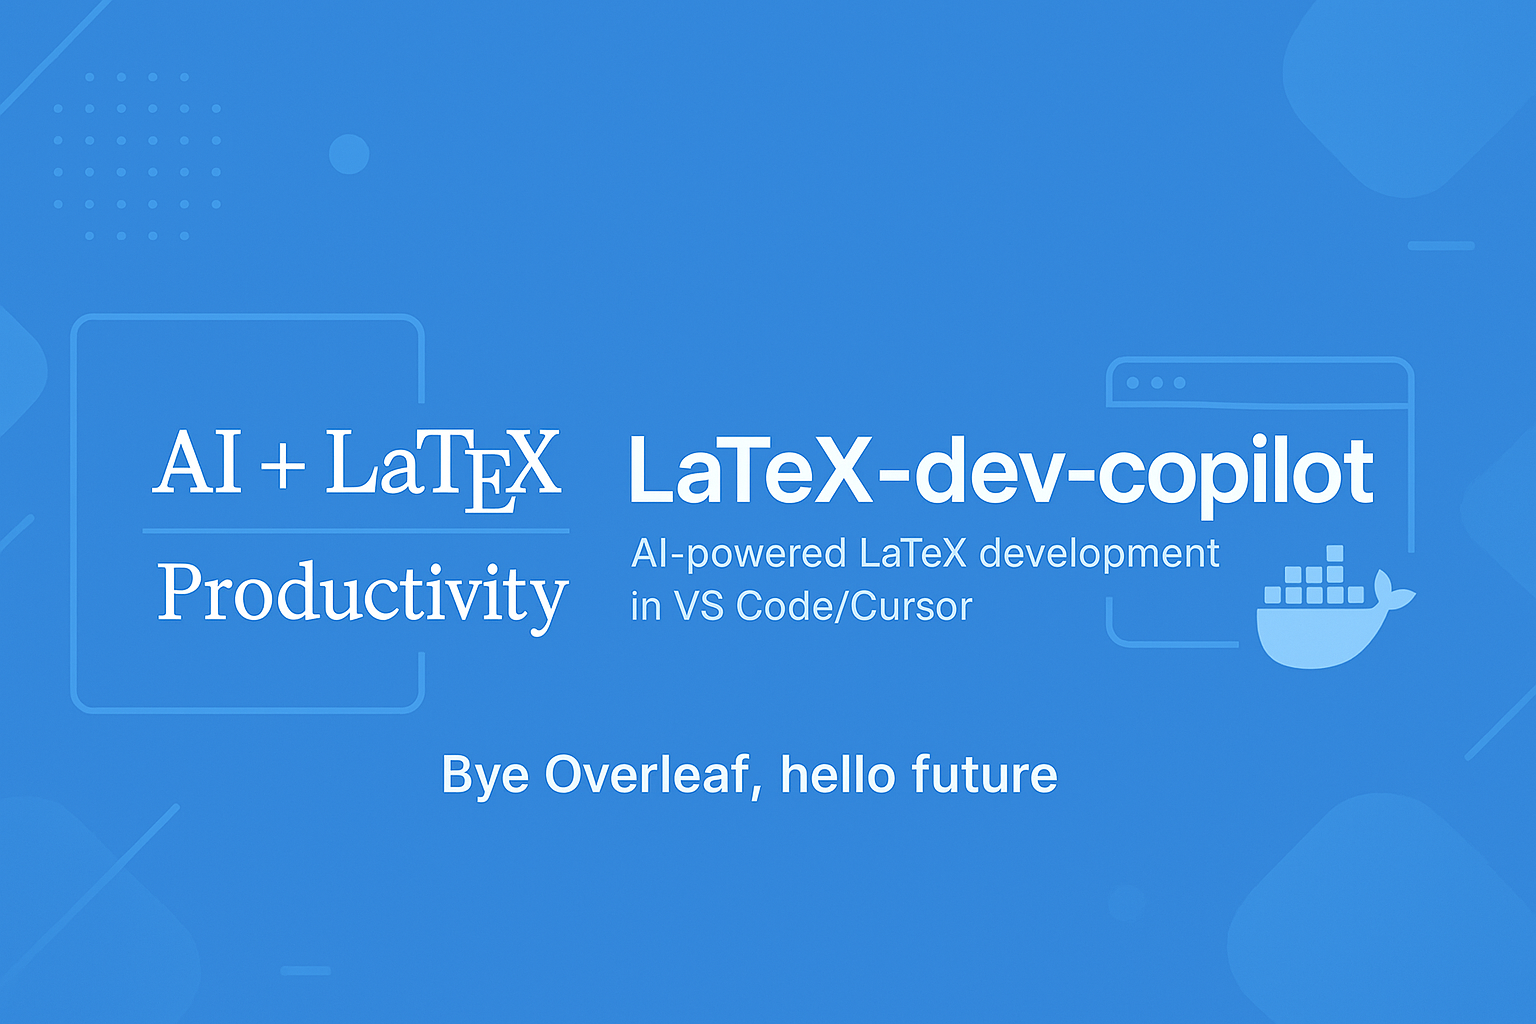 AI + LaTeX
Productivity
LaTeX-dev-copilot
AI-powered LaTeX development
in VS Code/Cursor
Bye Overleaf, hello future